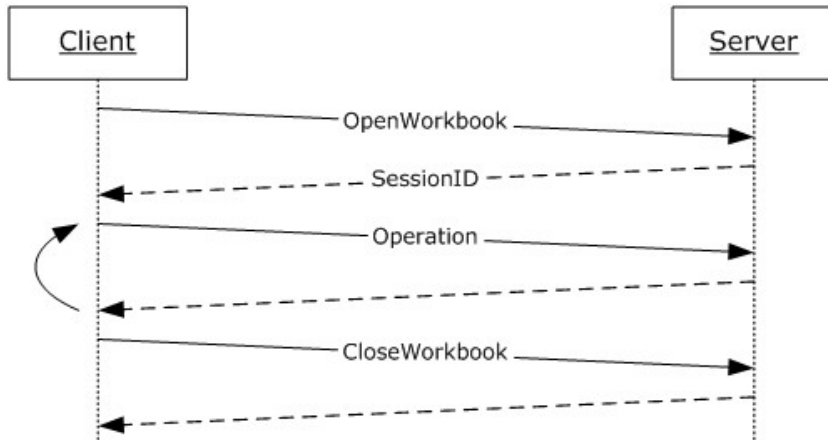 Client
Server
OpenWorkbook
SessionID
Operation
CloseWorkbook